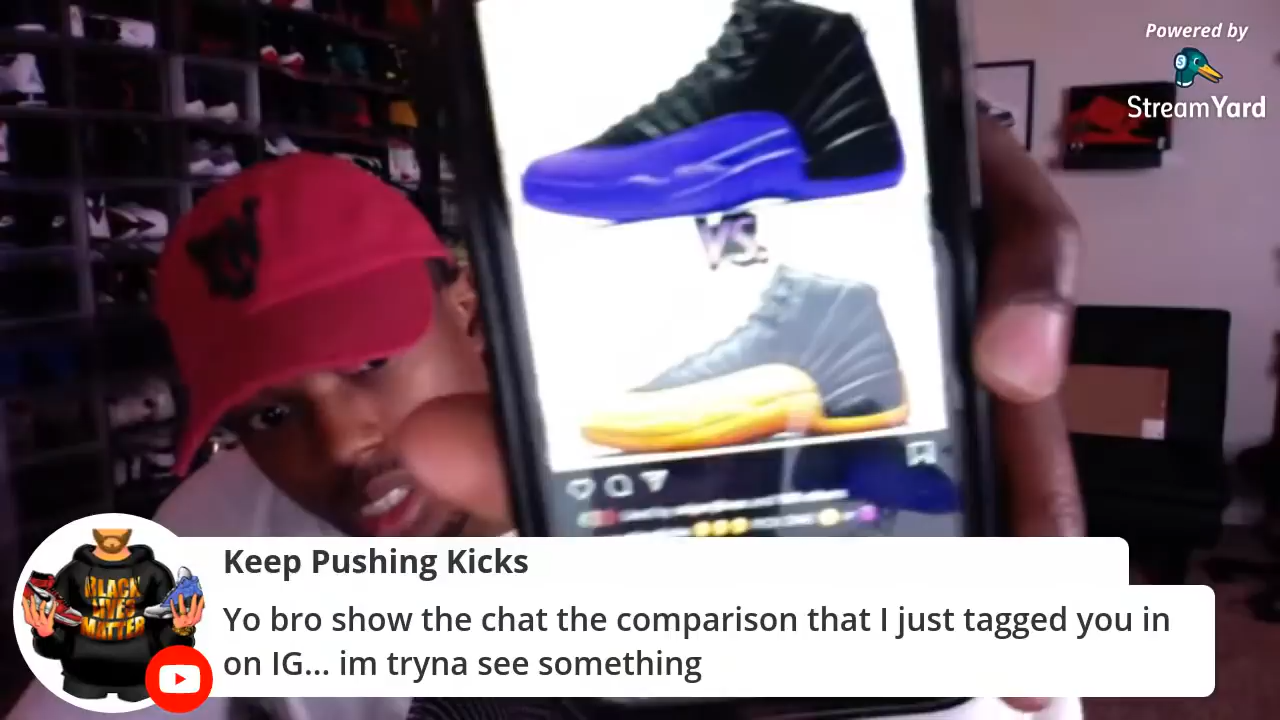 Powered by
StreamYard
VS.
Keep Pushing Kicks
Yo bro show the chat the comparison that I just tagged you in
on IG... im tryna see something
BLACK
LIVES
MATTER